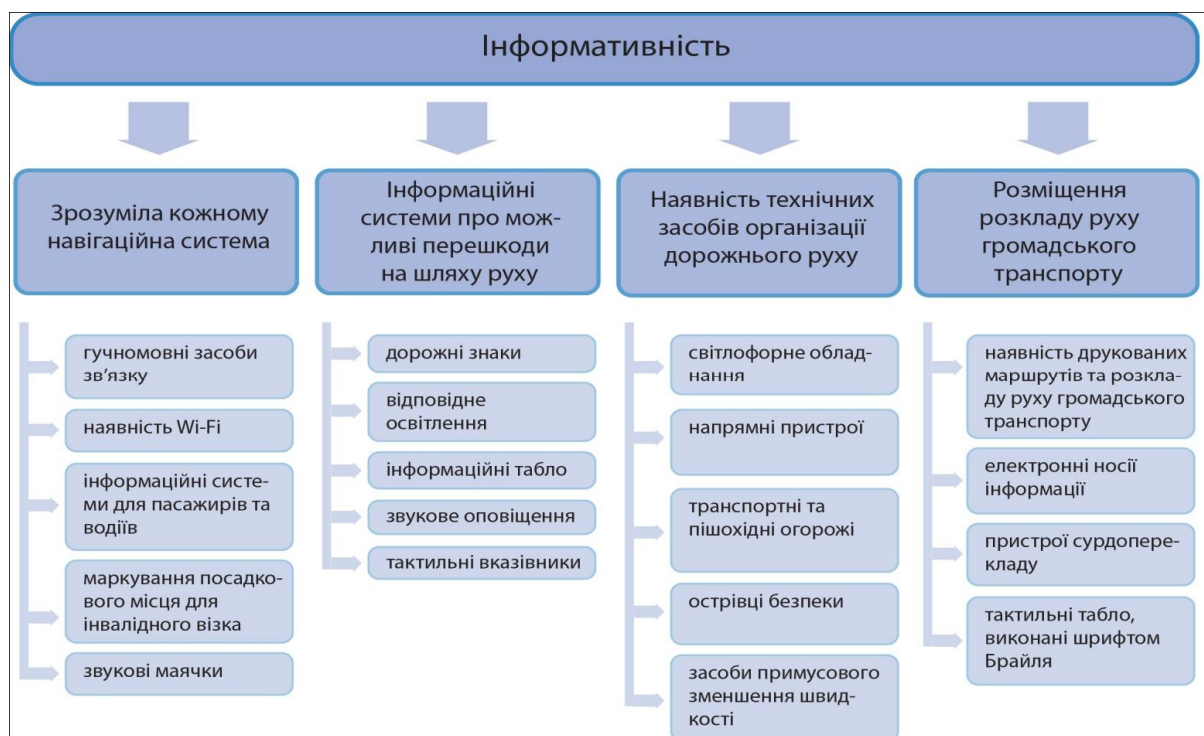 Інформативність
Зрозуміла кожному
навігаційна система
гучномовні засоби
зв’язку
наявність Wi-Fi
інформаційні систе-
ми для пасажирів та
водіїв
маркування посадко-
вого місця для
інвалідного візка
звукові маячки
Інформаційні
системи про мож-
ливі перешкоди
на шляху руху
дорожні знаки
відповідне
освітлення
інформаційні табло
звукове оповіщення
тактильні вказівники
Наявність технічних
засобів організації
дорожнього руху
світлофорне облад-
нання
напрямні пристрої
транспортні та
пішохідні огорожі
острівці безпеки
засоби примусового
зменшення швид-
кості
Розміщення
розкладу руху
громадського
транспорту
наявність друкованих
маршрутів та розкла-
ду руху громадського
транспорту
електронні носії
інформації
пристрої сурдопере-
кладу
тактильні табло,
виконані шрифтом
Брайля